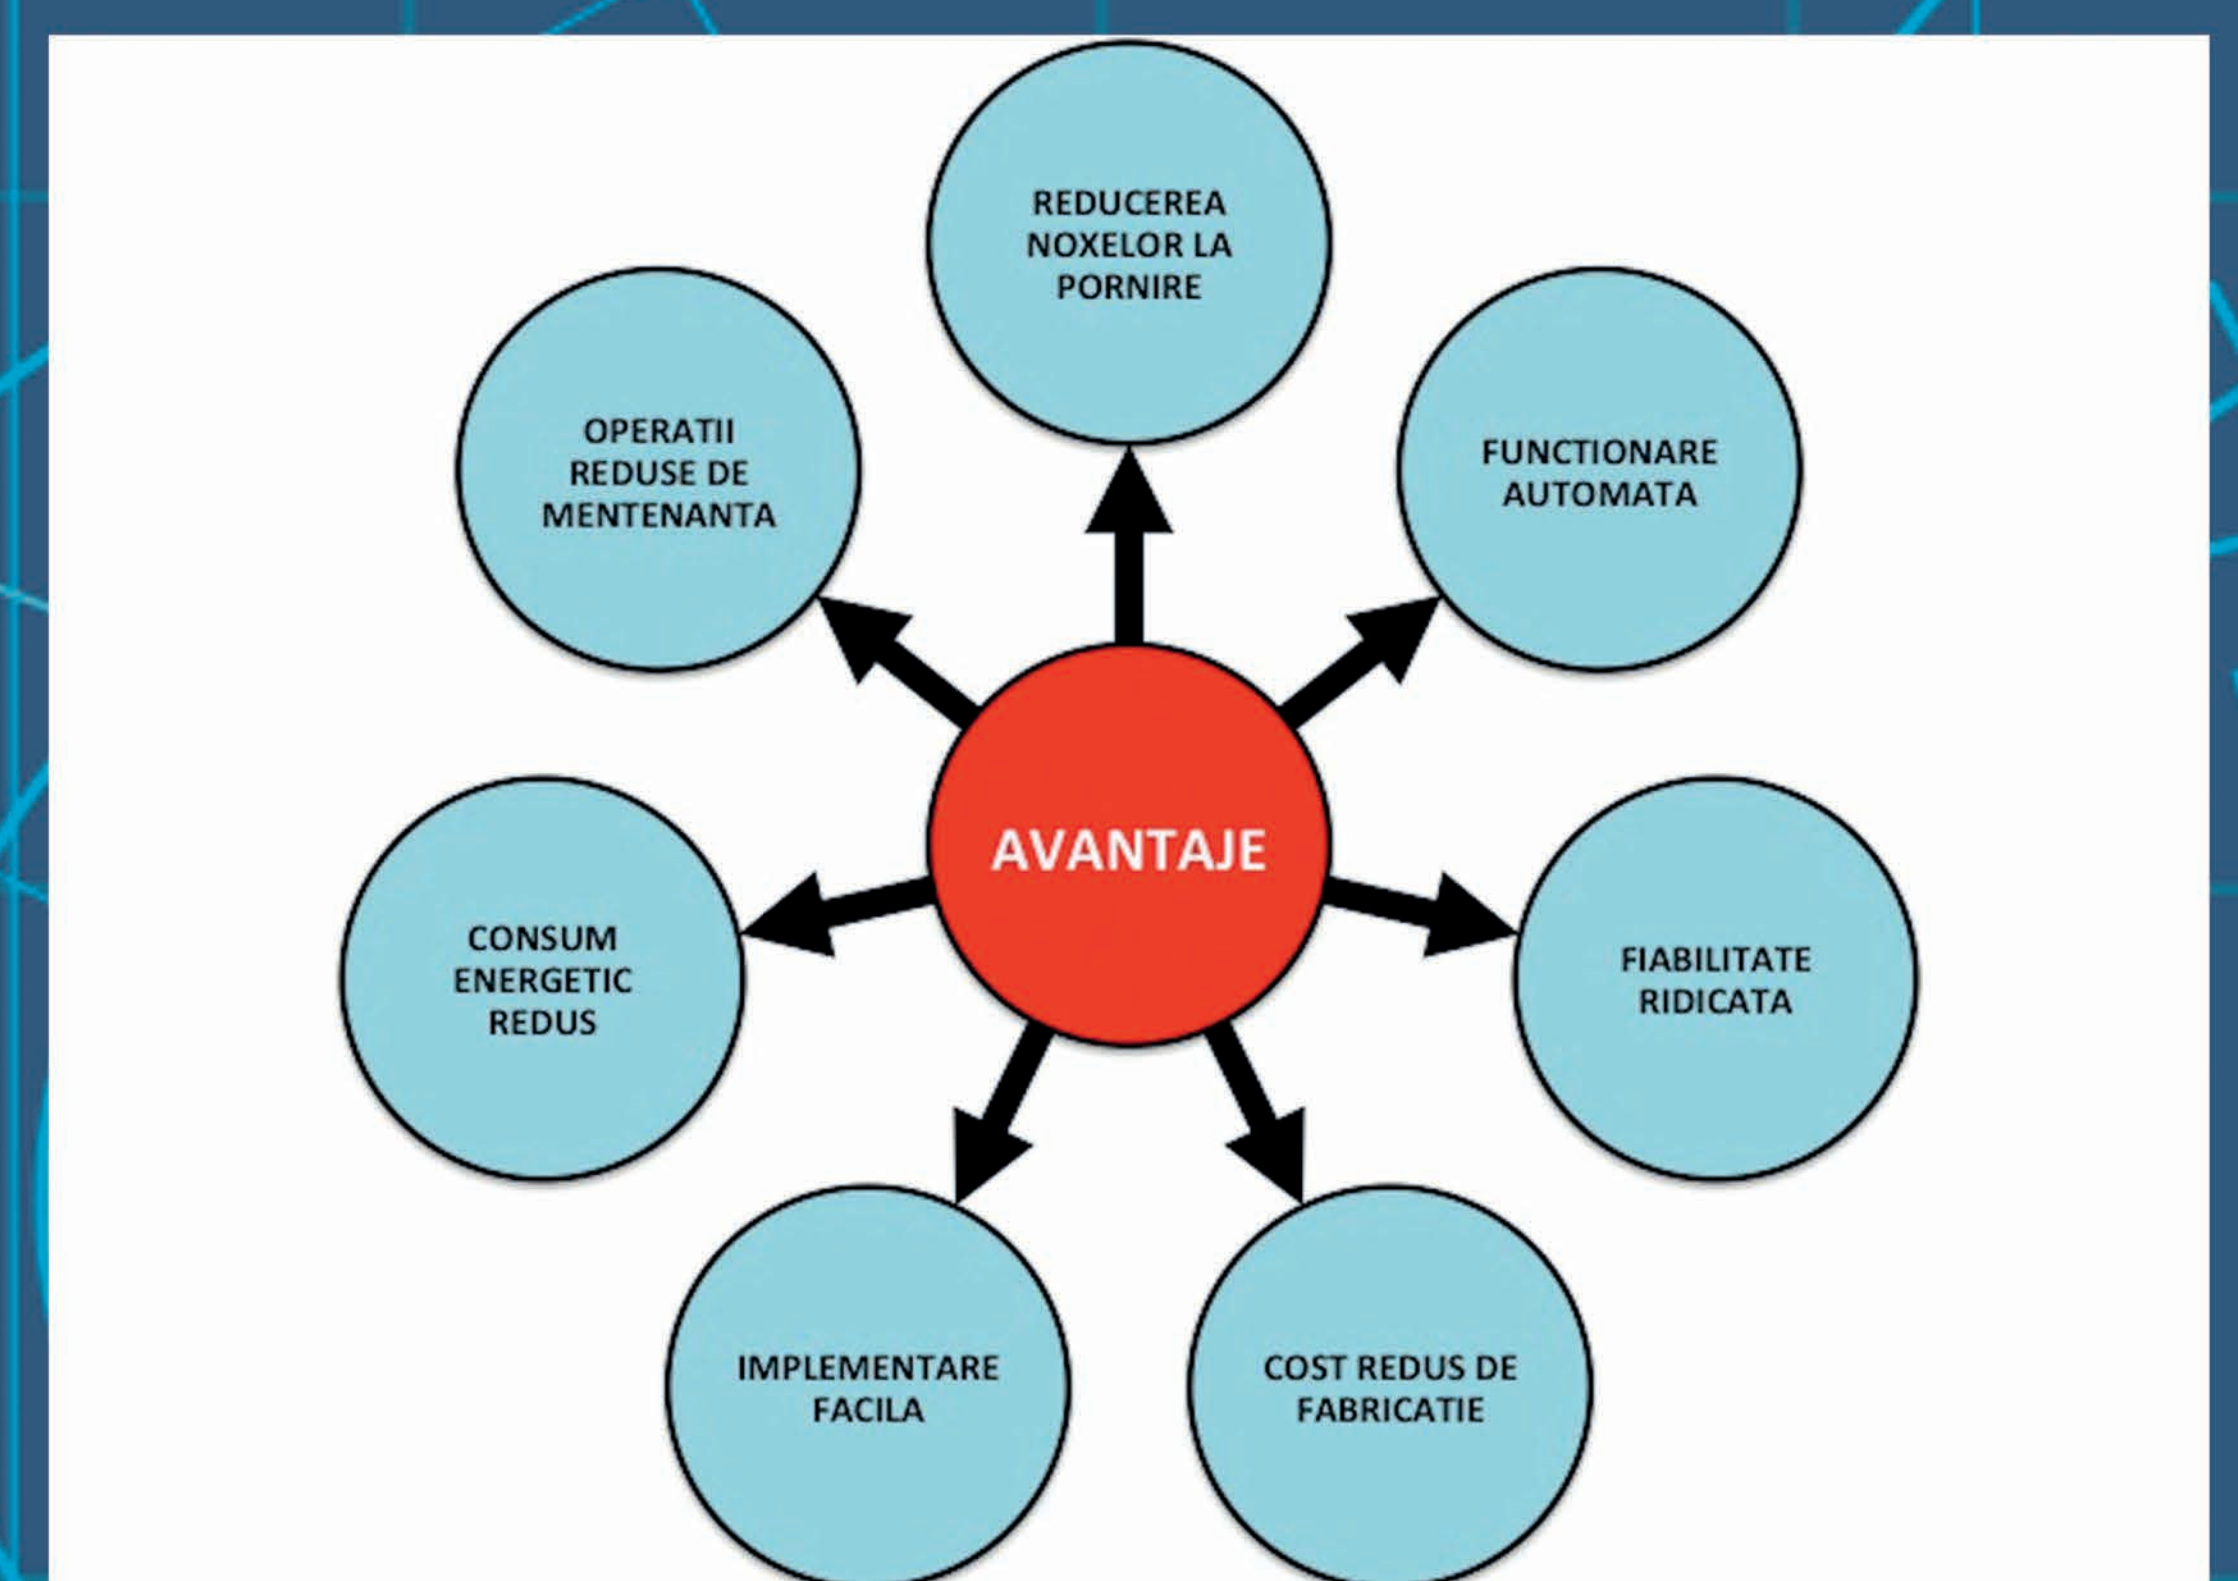 REDUCEREA
NOXELOR LA
PORNIRE
OPERATII
REDUSE DE
MENTENANTA
FUNCTIONARE
AUTOMATA
AVANTAJE
CONSUM
ENERGETIC
REDUS
FIABILITATE
RIDICATA
IMPLEMENTARE
FACILA
COST REDUS DE
FABRICATIE